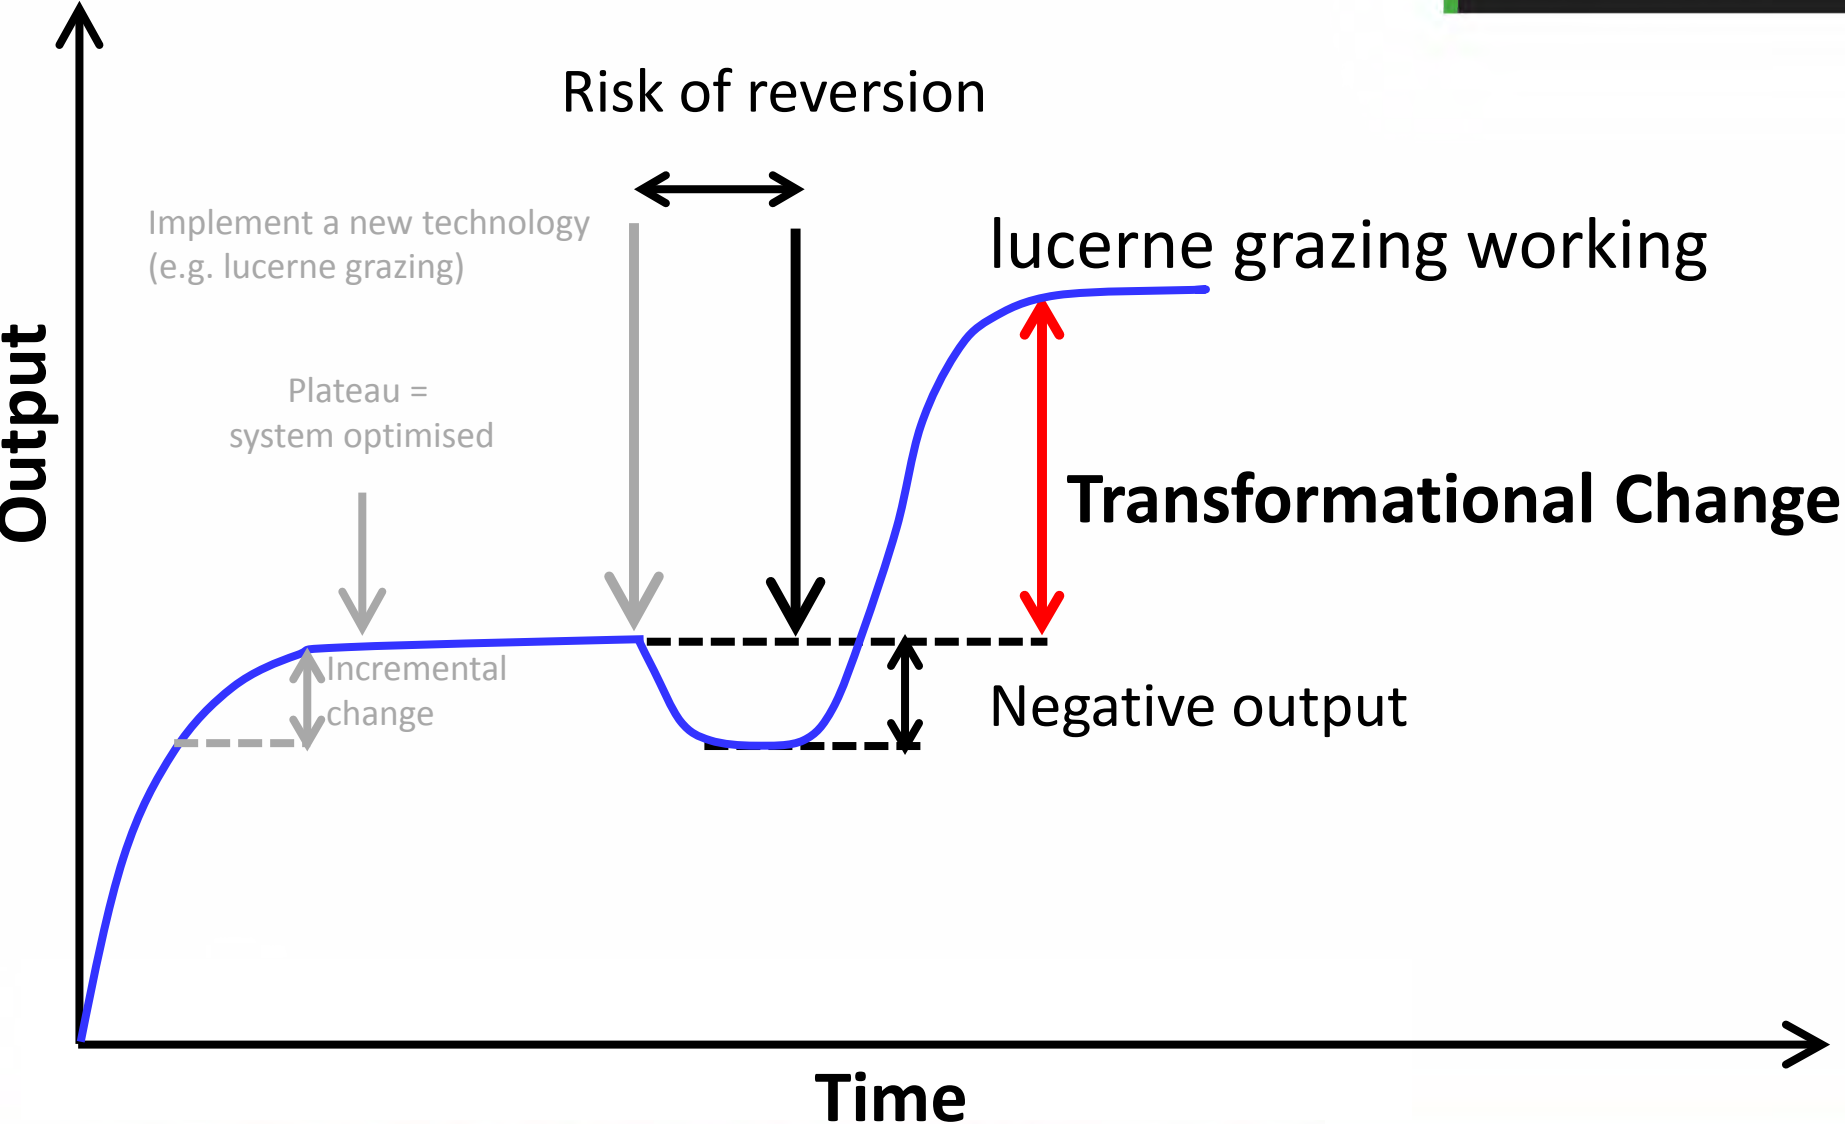 Risk of reversion
Implement a new technology
(e.g. lucerne grazing)
lucerne grazing working
Plateau =
system optimised
Output
Transformational Change
Incremental
change
Negative output
Time